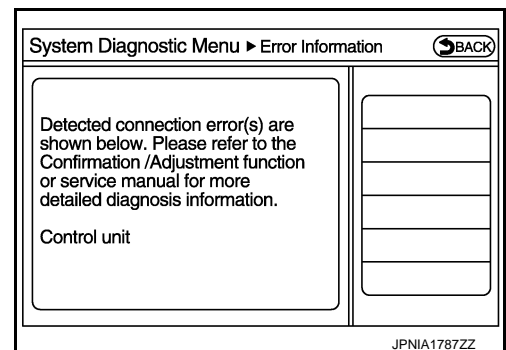 System Diagnostic Menu ▶ Error Information
BACK
Detected connection error(s) are
shown below. Please refer to the
Confirmation /Adjustment function
or service manual for more
detailed diagnosis information.
Control unit
JPNIA1787ZZ